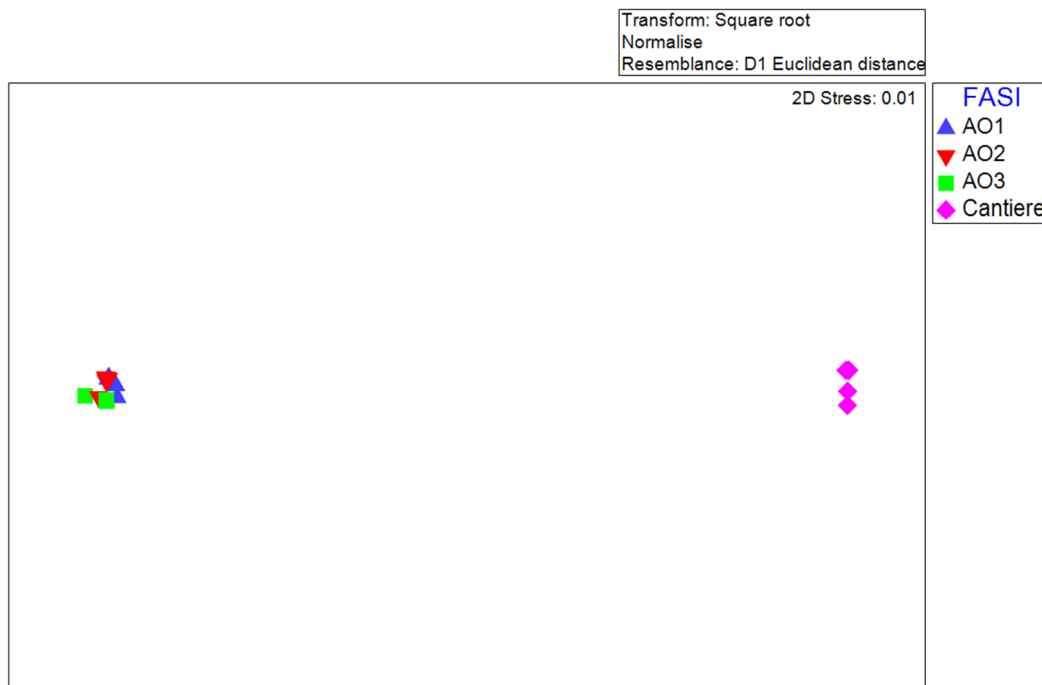 Transform: Square root
Normalise
Resemblance: D1 Euclidean distance
2D Stress: 0.01
FASI
AO1
AO2
AO3
Cantiere